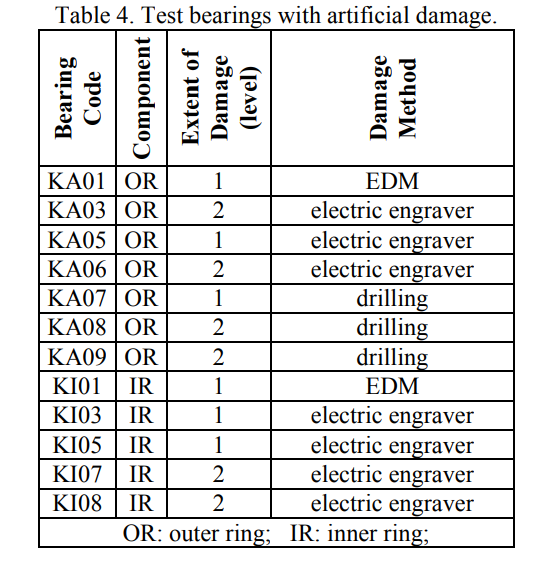 Table 4. Test bearings with artificial damage.
Bearing Code Component Extent of Damage (level) Damage Method
KA01 OR 1 EDM
KA03 OR 2 electric engraver
KA05 OR 1 electric engraver
KA06 OR 2 electric engraver
KA07 OR 1 drilling
KA08 OR 2 drilling
KA09 OR 2 drilling
KI01 IR 1 EDM
KI03 IR 1 electric engraver
KI05 IR 1 electric engraver
KI07 IR 2 electric engraver
KI08 IR 2 electric engraver
OR: outer ring; IR: inner ring;